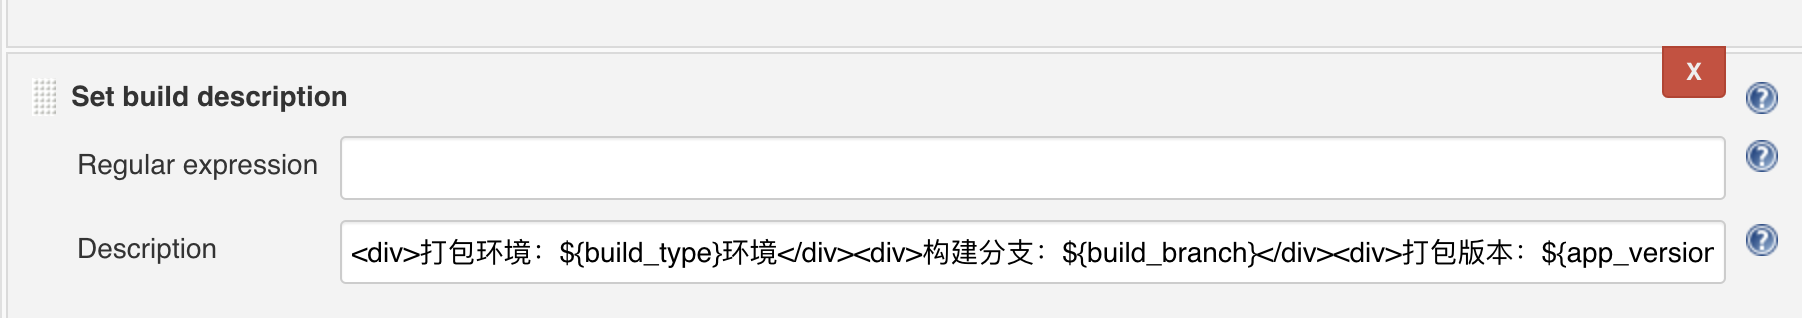 X
Set build description
?
Regular expression
?
Description
<div>打包环境：${build_type}环境</div><div>构建分支：${build_branch}</div><div>打包版本：${app_version
?